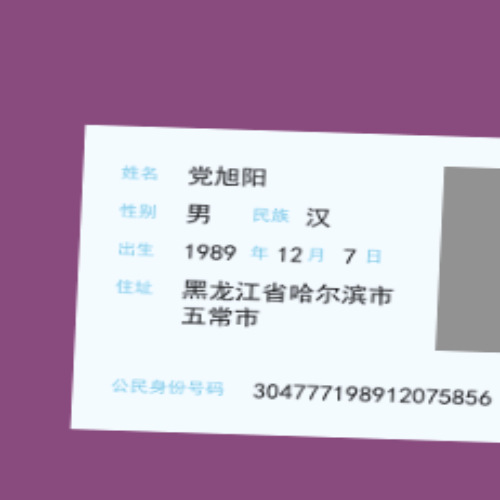 姓名 党旭阳
性别 男 民族 汉
出生 1989 年 12 月 7 日
住址 黑龙江省哈尔滨市
五常市
公民身份号码 304777198912075856